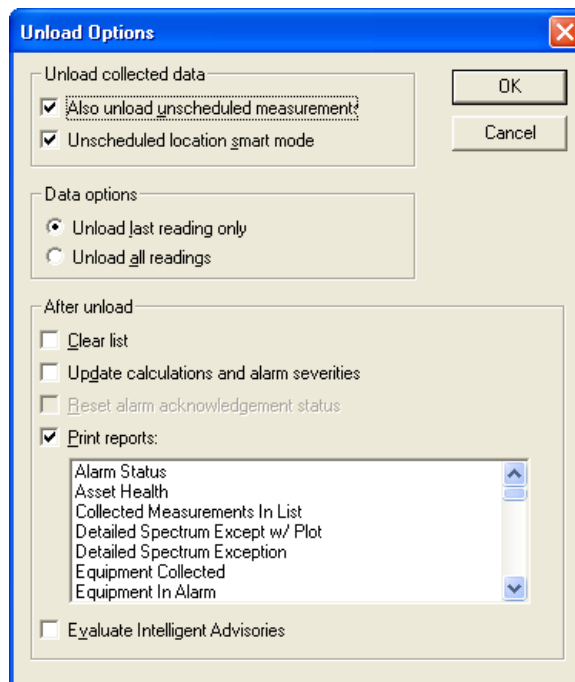 Unload Options
Unload collected data
Also unload unscheduled measurements
Unscheduled location smart mode
OK
Cancel
Data options
Unload last reading only
Unload all readings
After unload
Clear list
Update calculations and alarm severities
Reset alarm acknowledgement status
Print reports:
Alarm Status
Asset Health
Collected Measurements In List
Detailed Spectrum Except w/ Plot
Detailed Spectrum Exception
Equipment Collected
Equipment In Alarm
Evaluate Intelligent Advisories